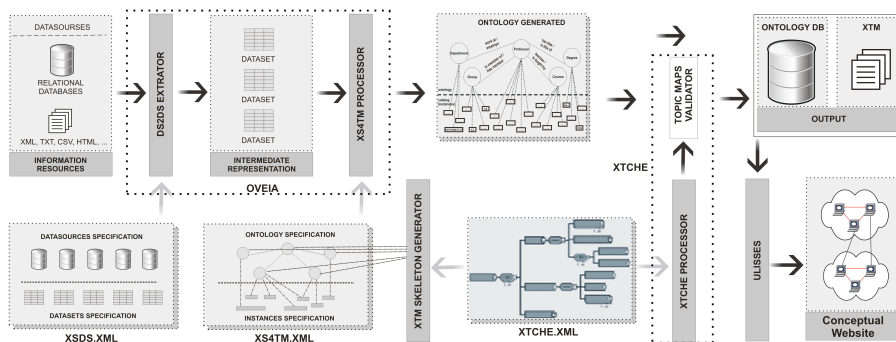 DATASOURSES
RELATIONAL
DATABASES
XML, TXT, CSV, HTML, ...
INFORMATION
RESOURCES
DS2DS EXTRATOR
DATASET
DATASET
DATASET
INTERMEDIATE
REPRESENTATION
XS4TM PROCESSOR
OVEIA
ONTOLOGY GENERATED
Department
Professor
Degree
Group
Course
XTCHE
TOPIC MAPS
VALIDATOR
XTCHE PROCESSOR
ONTOLOGY DB
XTM
OUTPUT
DATASOURCES SPECIFICATION
DATASETS SPECIFICATION
XSDS.XML
ONTOLOGY SPECIFICATION
INSTANCES SPECIFICATION
XS4TM.XML
XTM SKELETON GENERATOR
XTCHE.XML
ULISSES
Conceptual
Website